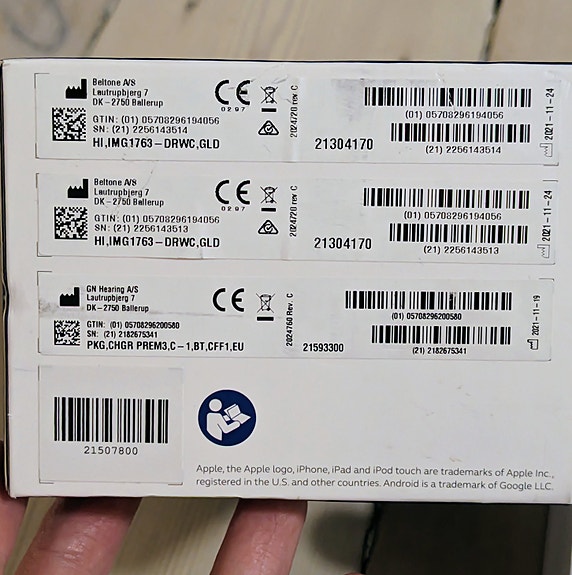 Beltone A/S
Lautrupbjerg 7
DK-2750 Ballerup
GTIN: (01) 05708296194056
SN: (21) 2256143514
HI,IMG1763-DRWC,GLD
CE
0297
2024720 rev C
21304170
(01) 05708296194056
(21) 2256143514
2021-11-24
Beltone A/S
Lautrupbjerg 7
DK-2750 Ballerup
GTIN: (01) 05708296194056
SN: (21) 2256143513
HI,IMG1763-DRWC,GLD
CE
0297
2024720 rev C
21304170
(01) 05708296194056
(21) 2256143513
2021-11-24
GN Hearing A/S
Lautrupbjerg 7
DK-2750 Ballerup
GTIN: (01) 05708296200580
SN: (21) 2182675341
PKG,CHGR PREM3,C-1,BT,CFF1,EU
CE
2024760 Rev. C
21593300
(01) 05708296200580
(21) 2182675341
2021-11-19
21507800
Apple, the Apple logo, iPhone, iPad and iPod touch are trademarks of Apple Inc.,
registered in the U.S. and other countries. Android is a trademark of Google LLC.